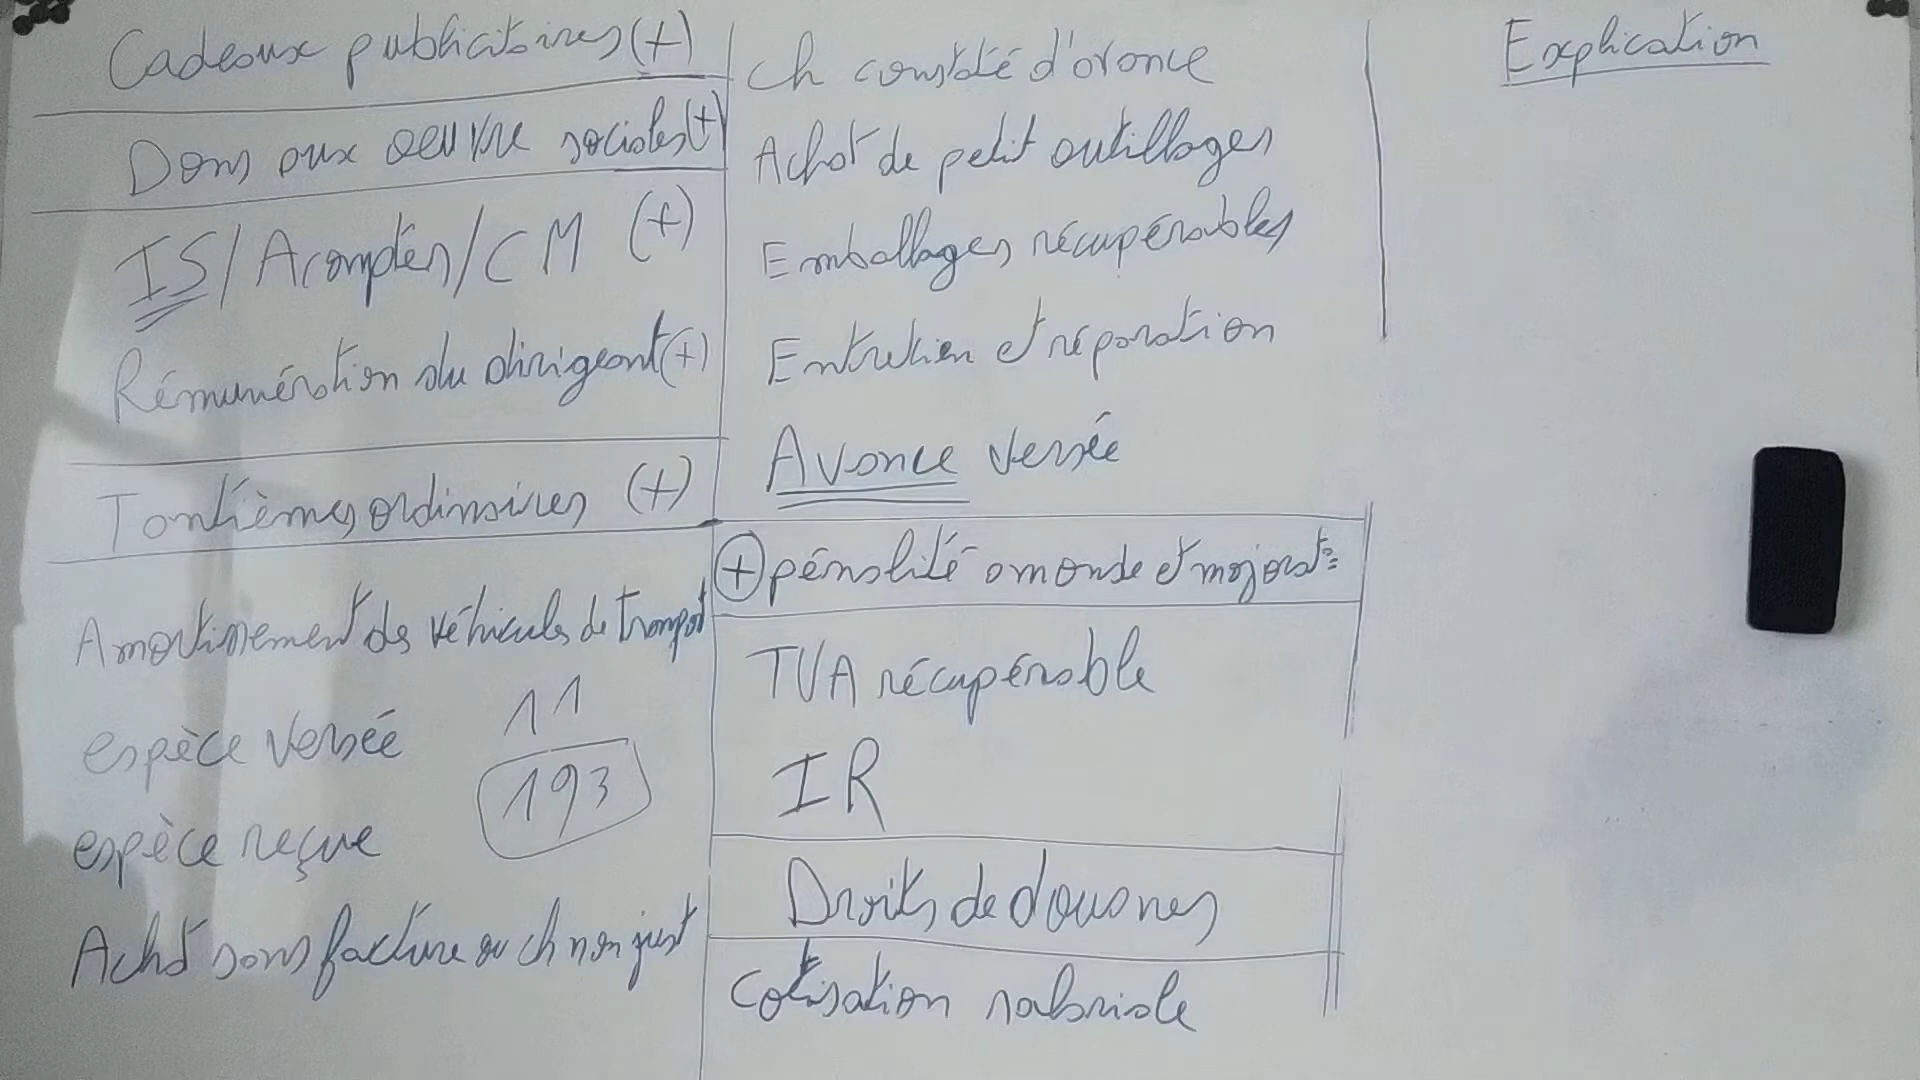 Cadeaux publicitaires (+)
Dons aux oeuvre sociales (+)
IS/Acomptes/CM (+)
Rémunération du dirigeant (+)
Tantièmes ordinaires (+)
Amortissement des véhicules de transport
espèce versée
11
193
espèce reçue
Achat sans facture ou ch non just
ch constaté d'avance
Achat de petit outillages
Emballages récupérables
Entretien et réparation
Avance versée
+ pénalité amande et majorat°
TVA récupérable
IR
Droits de douanes
Cotisation salariale
Explication